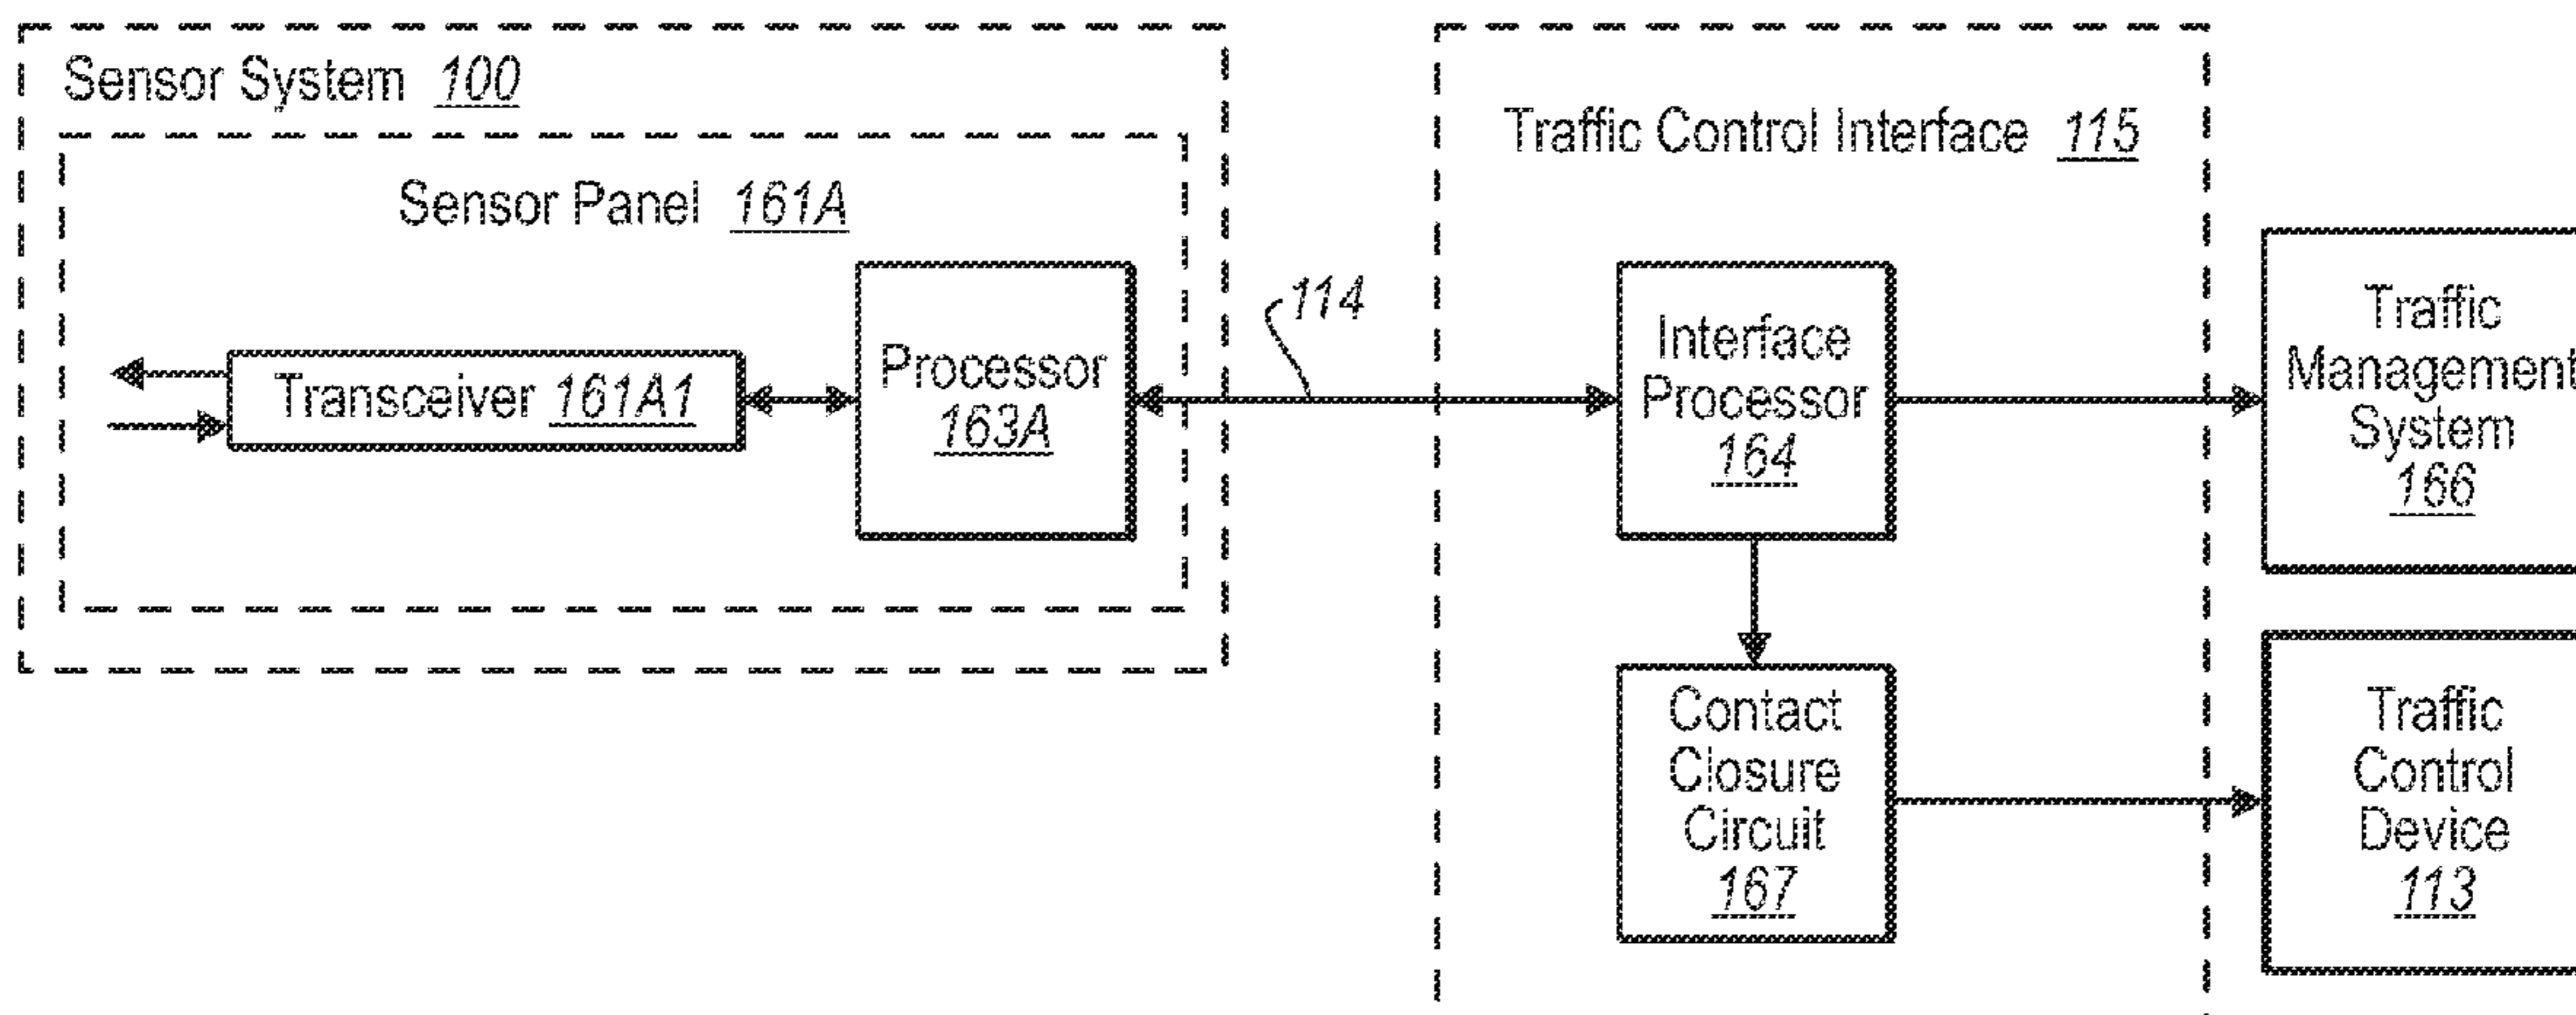 Sensor System 100
Sensor Panel 161A
Transceiver 161A1
Processor
163A
114
Traffic Control Interface 115
Interface
Processor
164
Contact
Closure
Circuit
167
Traffic
Management
System
166
Traffic
Control
Device
113